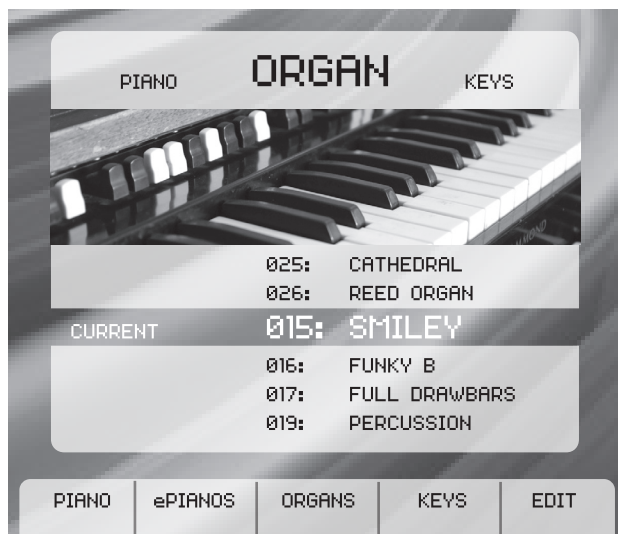 PIANO ORGAN KEYS
025: CATHEDRAL
026: REED ORGAN
CURRENT 015: SMILEY
016: FUNKY B
017: FULL DRAWBARS
019: PERCUSSION
PIANO ePIANOS ORGANS KEYS EDIT